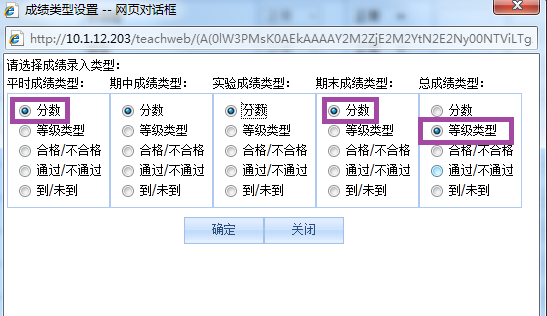 成绩类型设置 -- 网页对话框
http://10.1.12.203/teachweb/(A(0lW3PMsK0AEkAAAAY2M2ZjE2M2YtN2E2Ny00NTViLTg
请选择成绩录入类型：
平时成绩类型： 期中成绩类型： 实验成绩类型： 期末成绩类型： 总成绩类型：
分数 分数 分数 分数 分数
等级类型 等级类型 等级类型 等级类型 等级类型
合格/不合格 合格/不合格 合格/不合格 合格/不合格 合格/不合格
通过/不通过 通过/不通过 通过/不通过 通过/不通过 通过/不通过
到/未到 到/未到 到/未到 到/未到 到/未到
确定 关闭